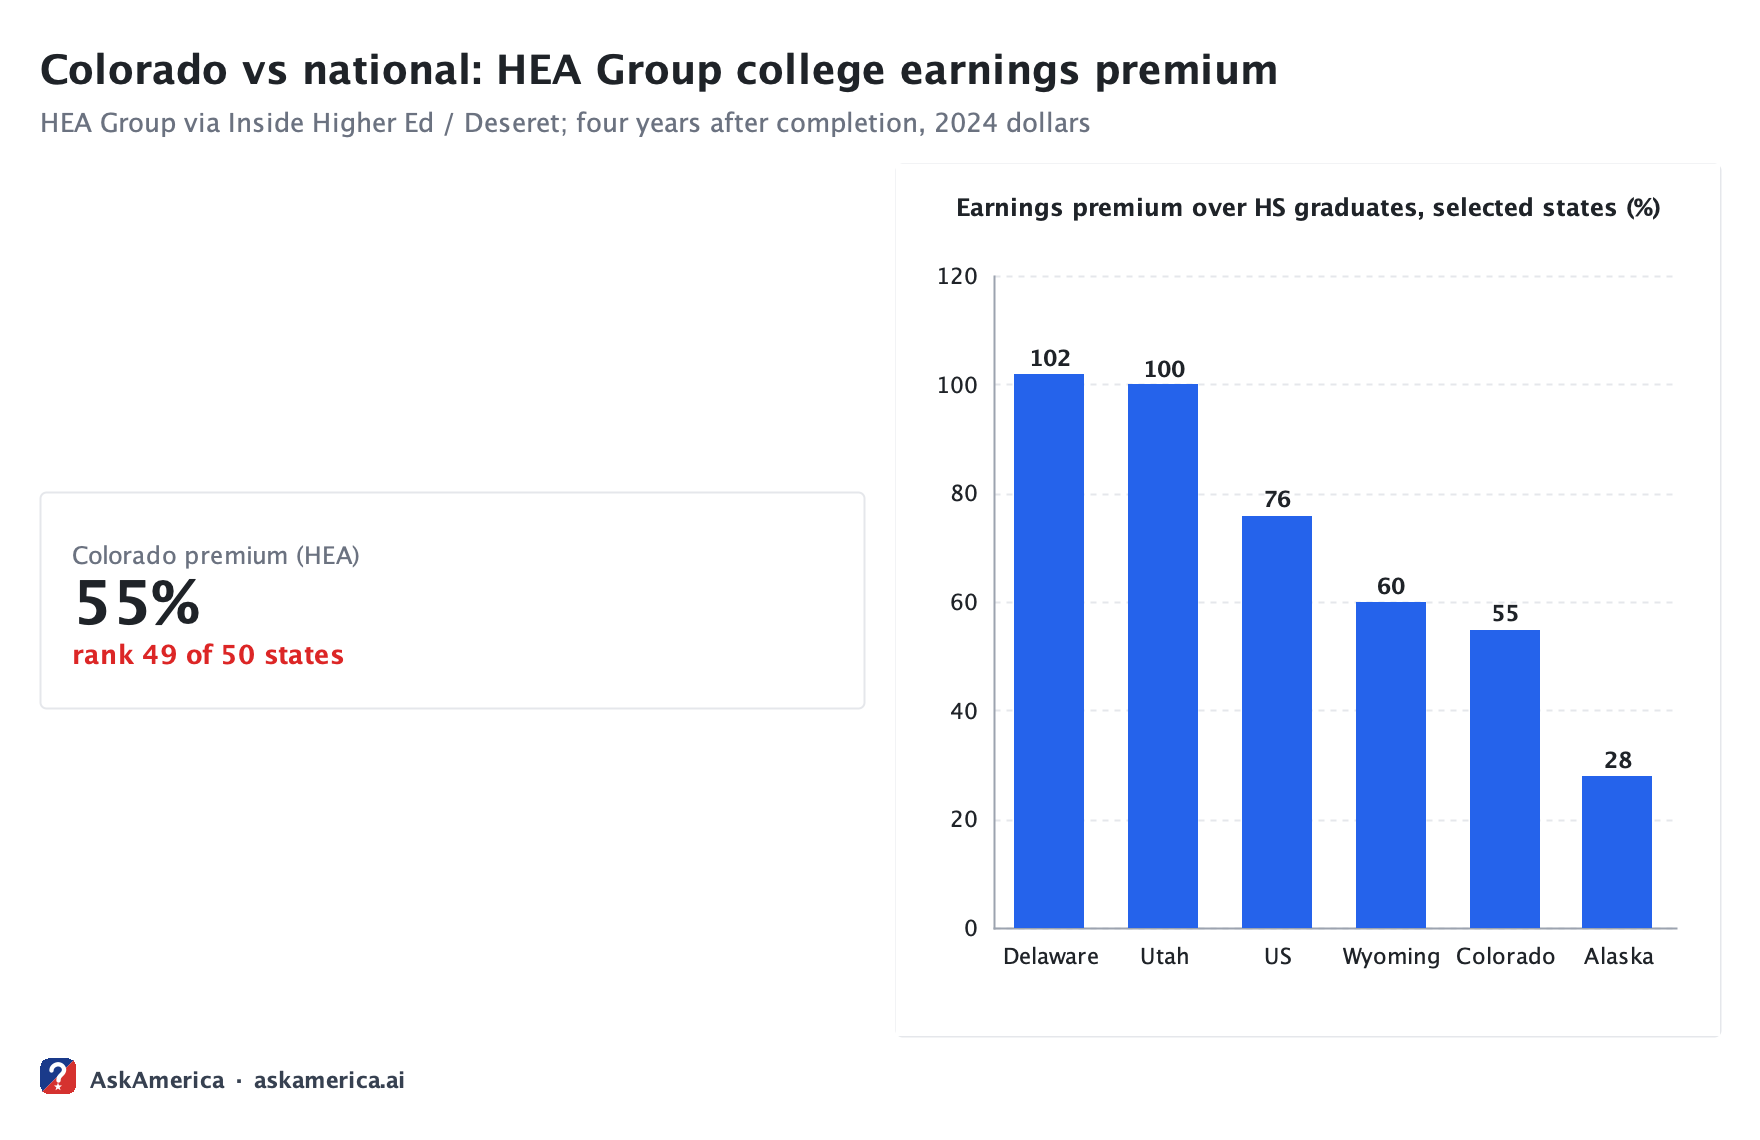 Colorado vs national: HEA Group college earnings premium
HEA Group via Inside Higher Ed / Deseret; four years after completion, 2024 dollars
Colorado premium (HEA)
55%
rank 49 of 50 states
Earnings premium over HS graduates, selected states (%)
120
100
80
60
40
20
0
102
100
76
60
55
28
Delaware Utah US Wyoming Colorado Alaska
AskAmerica · askamerica.ai